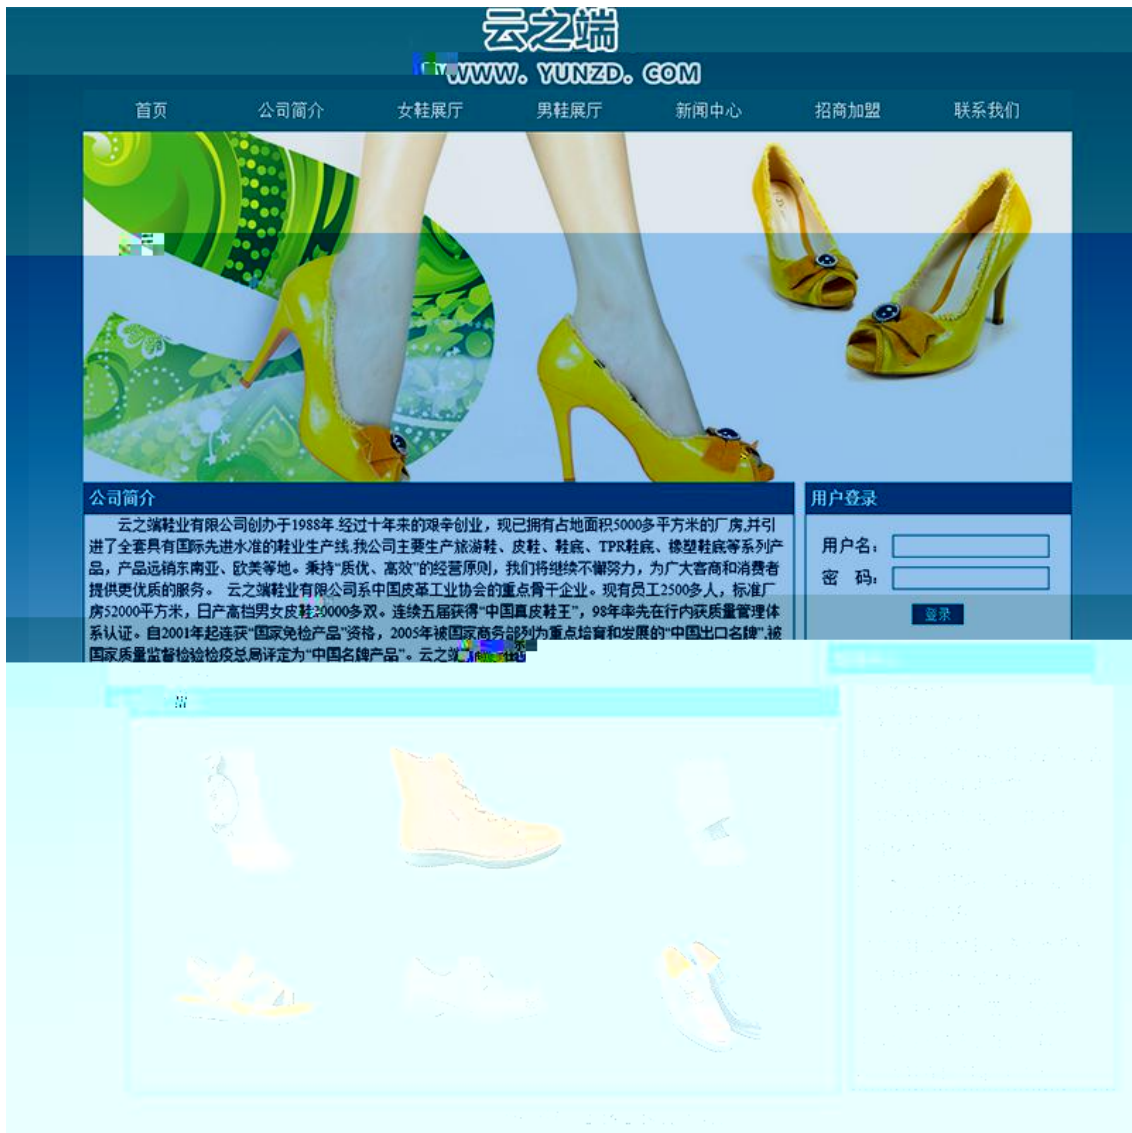 云之端
WWW. YUNZD. COM
首页 公司简介 女鞋展厅 男鞋展厅 新闻中心 招商加盟 联系我们
公司简介
云之端鞋业有限公司创办于1988年.经过十年来的艰辛创业，现已拥有占地面积5000多平方米的厂房,并引
进了全套具有国际先进水准的鞋业生产线.我公司主要生产旅游鞋、皮鞋、鞋底、TPR鞋底、橡塑鞋底等系列产
品，产品远销东南亚、欧美等地。秉持“质优、高效”的经营原则，我们将继续不懈努力，为广大客商和消费者
提供更优质的服务。 云之端鞋业有限公司系中国皮革工业协会的重点骨干企业。现有员工2500多人，标准厂
房52000平方米，日产高档男女皮鞋20000多双。连续五届获得“中国真皮鞋王”，98年率先在行内获质量管理体
系认证。自2001年起连获“国家免检产品”资格，2005年被国家商务部列为重点培育和发展的“中国出口名牌”,被
国家质量监督检验检疫总局评定为“中国名牌产品”。云之端
用户登录
用户名:
密 码:
登录